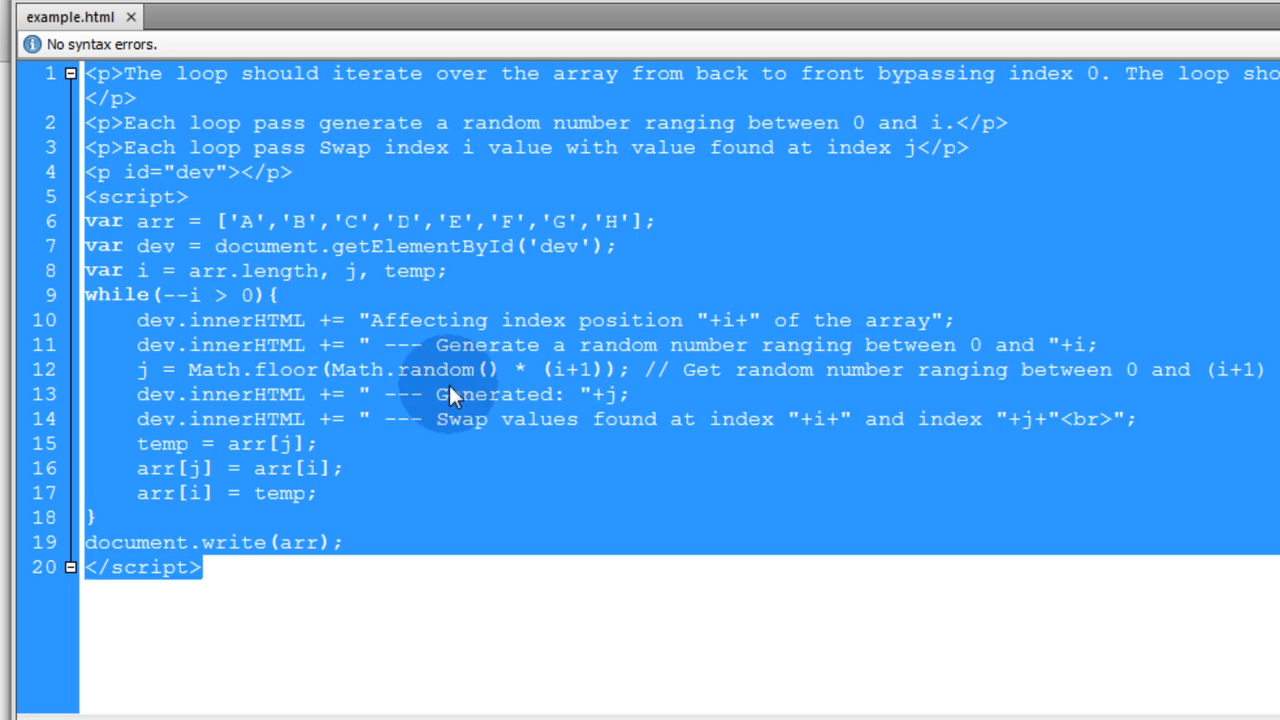 example.html ×
No syntax errors.
1 <p>The loop should iterate over the array from back to front bypassing index 0. The loop sho
</p>
2 <p>Each loop pass generate a random number ranging between 0 and i.</p>
3 <p>Each loop pass Swap index i value with value found at index j</p>
4 <p id="dev"></p>
5 <script>
6 var arr = ['A','B','C','D','E','F','G','H'];
7 var dev = document.getElementById('dev');
8 var i = arr.length, j, temp;
9 while(--i > 0){
10 dev.innerHTML += "Affecting index position "+i+" of the array";
11 dev.innerHTML += " --- Generate a random number ranging between 0 and "+i;
12 j = Math.floor(Math.random() * (i+1)); // Get random number ranging between 0 and (i+1)
13 dev.innerHTML += " --- Generated: "+j;
14 dev.innerHTML += " --- Swap values found at index "+i+" and index "+j+"<br>";
15 temp = arr[j];
16 arr[j] = arr[i];
17 arr[i] = temp;
18 }
19 document.write(arr);
20 </script>